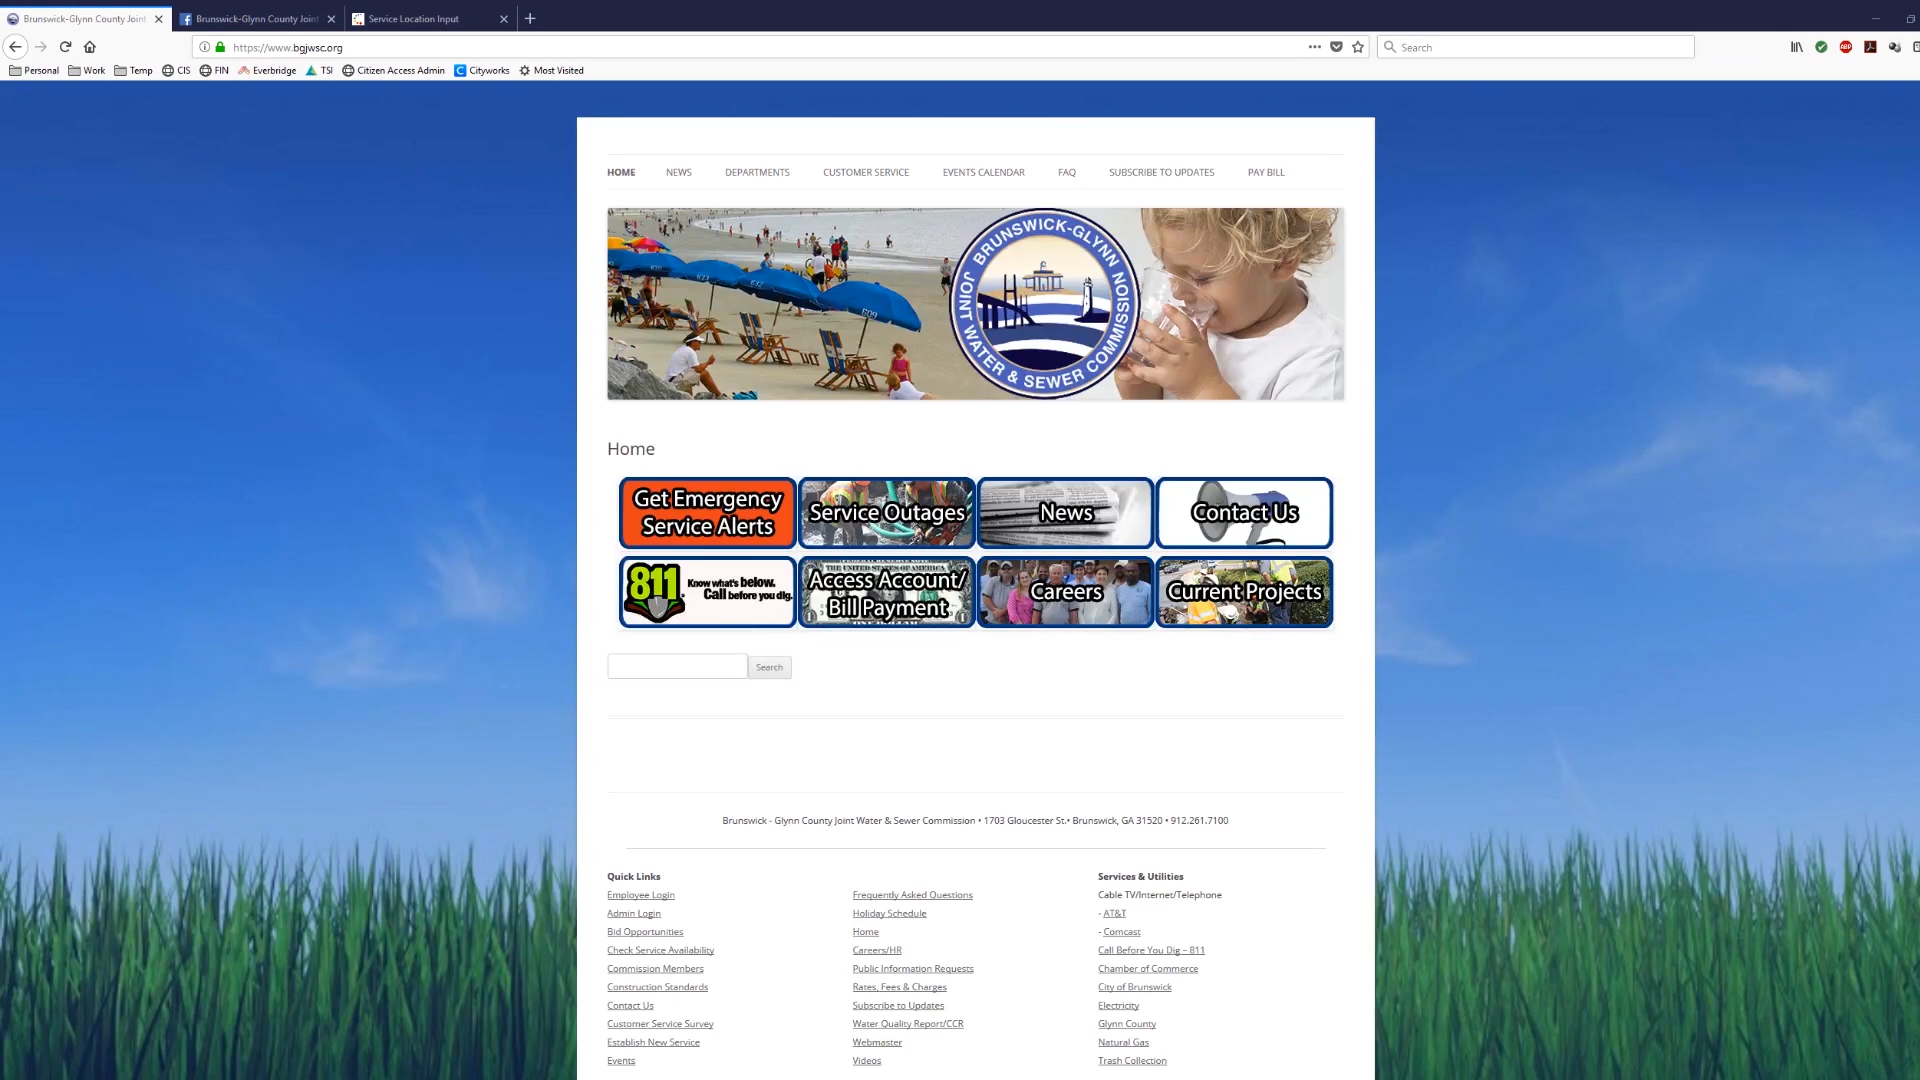 Brunswick-Glynn County Joint
Brunswick-Glynn County Joint
Service Location Input
https://www.bgjwsc.org
Search
ABP
Personal
Work
Temp
CIS
FIN
Everbridge
TSI
Citizen Access Admin
Cityworks
Most Visited
HOME
NEWS
DEPARTMENTS
CUSTOMER SERVICE
EVENTS CALENDAR
FAQ
SUBSCRIBE TO UPDATES
PAY BILL
609
BRUNSWICK-GLYNN
JOINT WATER & SEWER COMMISSION
Home
Get Emergency
Service Alerts
Service Outages
News
Contact Us
811
Know what's below.
Call before you dig.
THE UNITED STATES OF AMERICA
Access Account/
Bill Payment
Careers
Current Projects
Search
Brunswick - Glynn County Joint Water & Sewer Commission • 1703 Gloucester St.• Brunswick, GA 31520 • 912.261.7100
Quick Links
Employee Login
Admin Login
Bid Opportunities
Check Service Availability
Commission Members
Construction Standards
Contact Us
Customer Service Survey
Establish New Service
Events
Frequently Asked Questions
Holiday Schedule
Home
Careers/HR
Public Information Requests
Rates, Fees & Charges
Subscribe to Updates
Water Quality Report/CCR
Webmaster
Videos
Services & Utilities
Cable TV/Internet/Telephone
- AT&T
- Comcast
Call Before You Dig – 811
Chamber of Commerce
City of Brunswick
Electricity
Glynn County
Natural Gas
Trash Collection